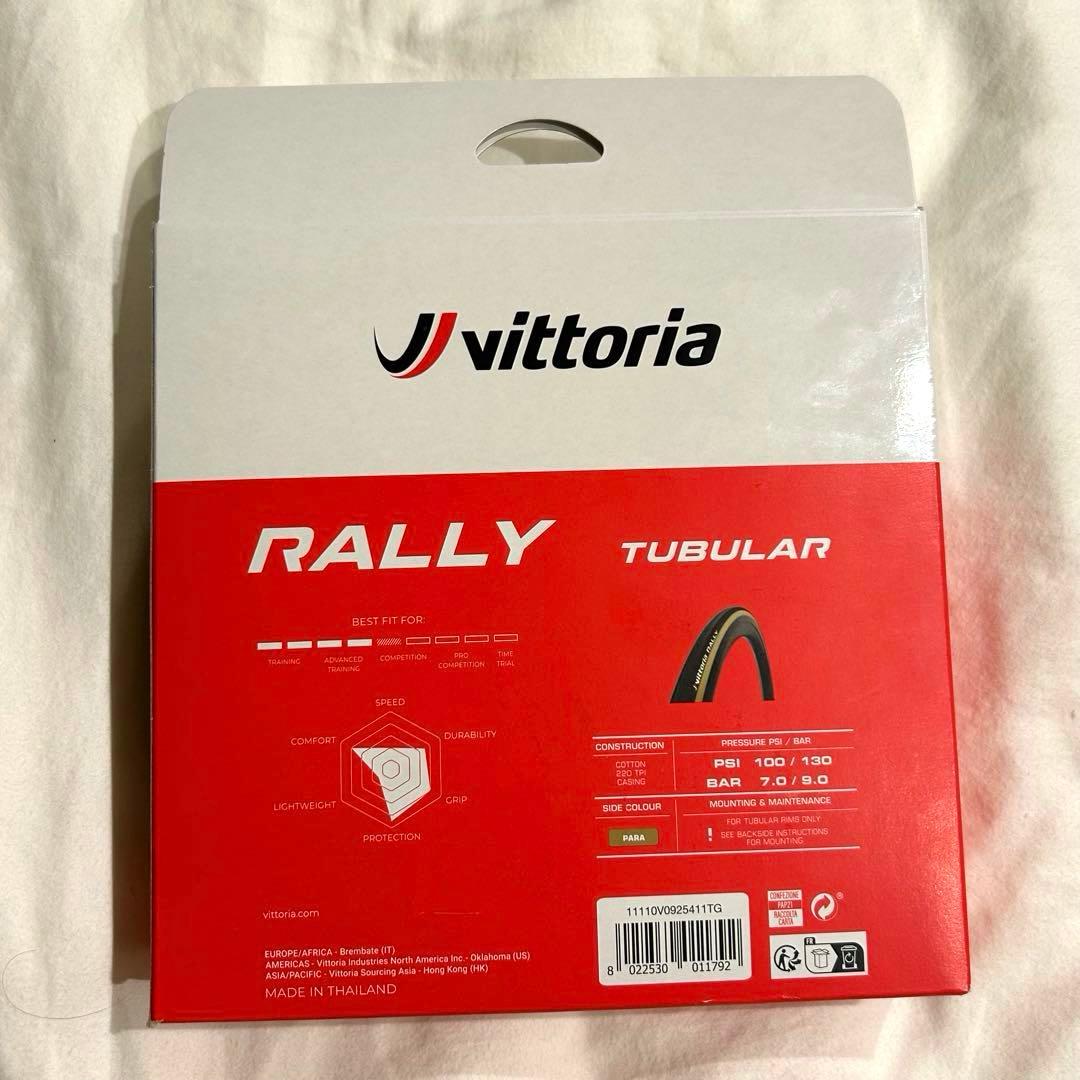 vittoria
RALLY
TUBULAR
BEST FIT FOR:
TRAINING
ADVANCED
TRAINING
COMPETITION
PRO
COMPETITION
TIME
TRIAL
SPEED
COMFORT
DURABILITY
LIGHTWEIGHT
GRIP
PROTECTION
vittoria RALLY
CONSTRUCTION
COTTON
220 TPI
CASING
PRESSURE PSI / BAR
PSI 100 / 130
BAR 7.0 / 9.0
SIDE COLOUR
PARA
MOUNTING & MAINTENANCE
FOR TUBULAR RIMS ONLY
! SEE BACKSIDE INSTRUCTIONS
FOR MOUNTING
vittoria.com
EUROPE/AFRICA - Brembate (IT)
AMERICAS - Vittoria Industries North America Inc.- Oklahoma (US)
ASIA/PACIFIC - Vittoria Sourcing Asia - Hong Kong (HK)
MADE IN THAILAND
11110V0925411TG
8 022530 011792
CONFEZIONE
PAP21
RACCOLTA
CARTA
FR